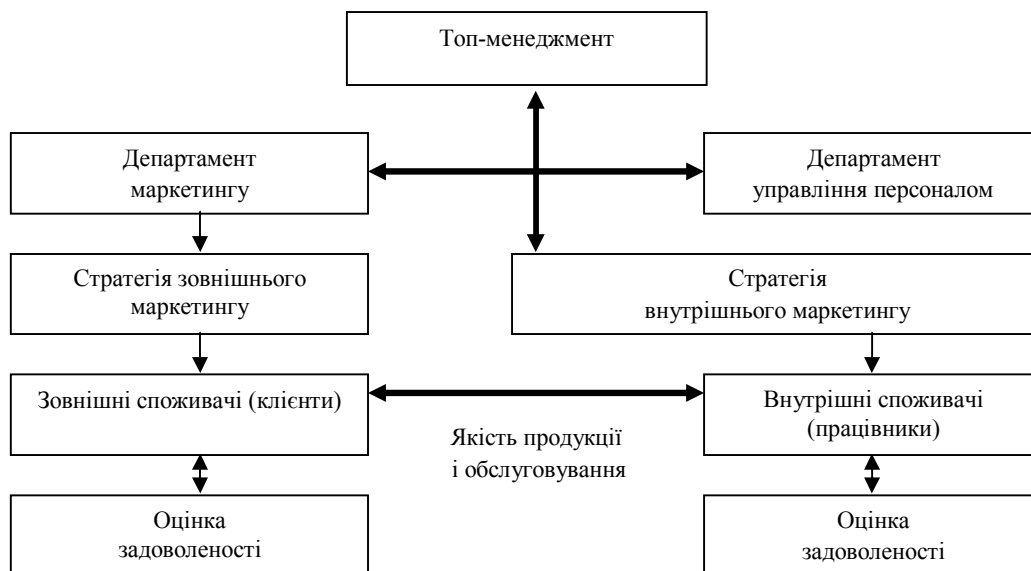 Топ-менеджмент
Департамент
маркетингу
Департамент
управління персоналом
Стратегія зовнішнього
маркетингу
Стратегія
внутрішнього маркетингу
Зовнішні споживачі (клієнти)
Внутрішні споживачі
(працівники)
Якість продукції
і обслуговування
Оцінка
задоволеності
Оцінка
задоволеності